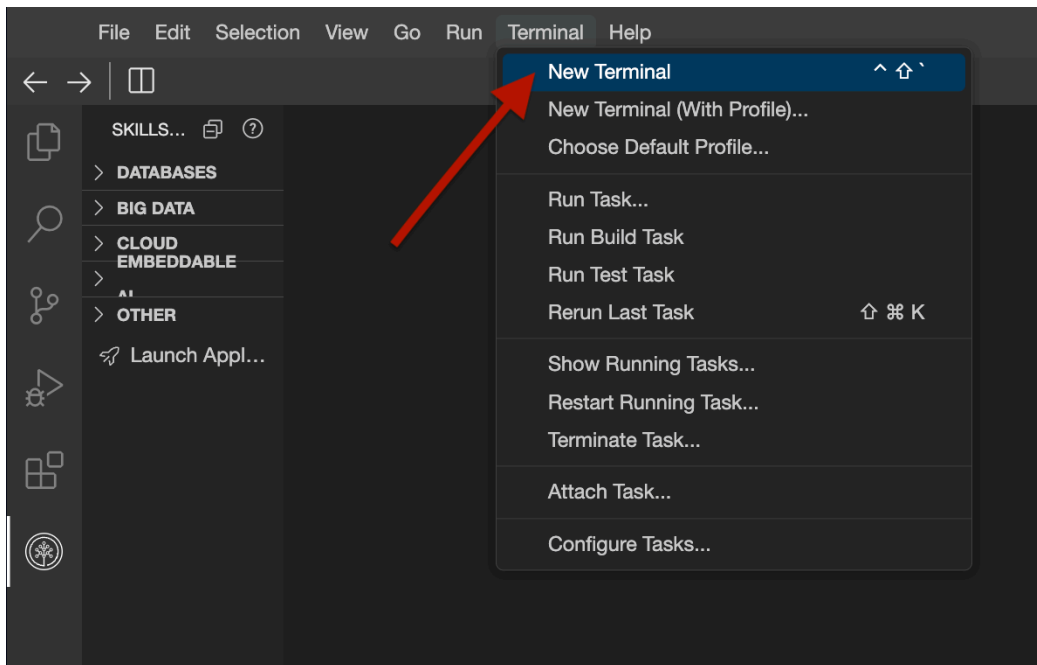 File Edit Selection View Go Run Terminal Help
SKILLS...
DATABASES
BIG DATA
CLOUD
EMBEDDABLE
OTHER
Launch Appl...
New Terminal ^ ⇧ `
New Terminal (With Profile)...
Choose Default Profile...
Run Task...
Run Build Task
Run Test Task
Rerun Last Task ⇧ ⌘ K
Show Running Tasks...
Restart Running Task...
Terminate Task...
Attach Task...
Configure Tasks...